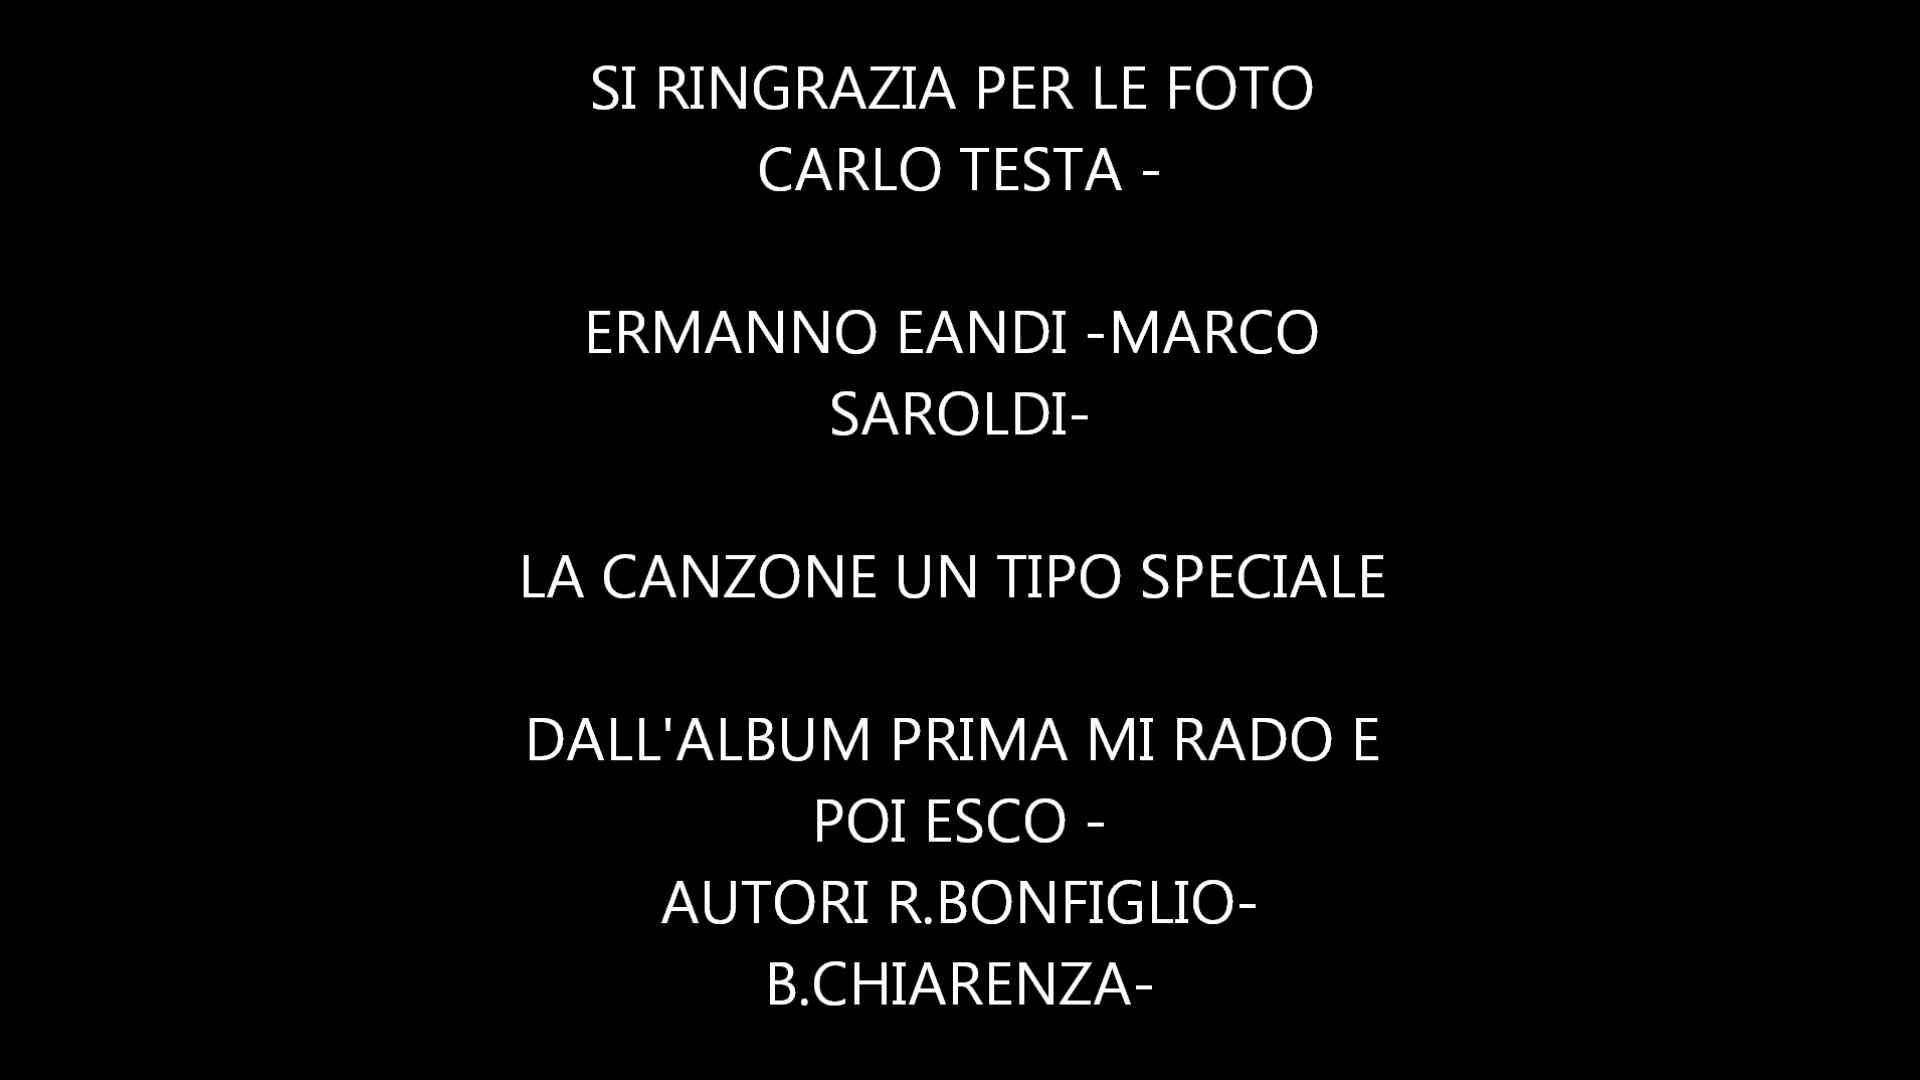 SI RINGRAZIA PER LE FOTO
CARLO TESTA -
ERMANNO EANDI -MARCO
SAROLDI-
LA CANZONE UN TIPO SPECIALE
DALL'ALBUM PRIMA MI RADO E
POI ESCO -
AUTORI R.BONFIGLIO-
B.CHIARENZA-